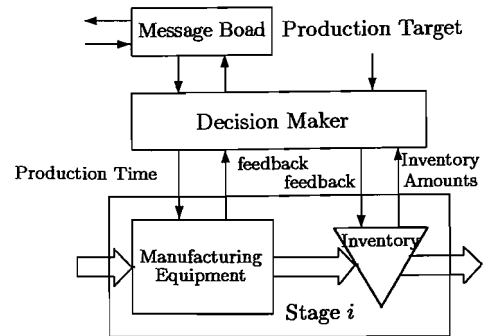 Message Boad
Production Target
Decision Maker
Production Time
feedback
feedback
Inventory
Amounts
Manufacturing
Equipment
Inventory
Stage i